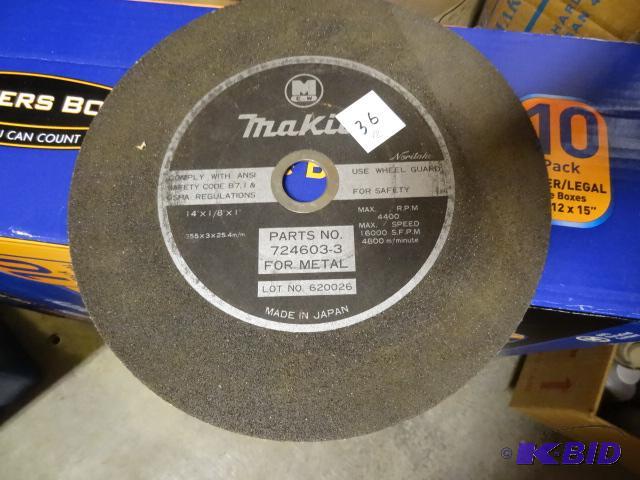 M
C W
Makit
36
Noritake
COMPLY WITH ANSI
SAFETY CODE B7.1 &
OSHA REGULATIONS
USE WHEEL GUARD
FOR SAFETY
14"x1/8"x1"
355x3x25.4m/m
MAX. R.P.M
4400
MAX. SPEED
16000 S.F.P.M
4800 m/minute
PARTS NO.
724603-3
FOR METAL
LOT NO. 620026
MADE IN JAPAN
ERS BO
U CAN COUNT
10
Pack
ER/LEGAL
e Boxes
12 x 15"
© K-BID